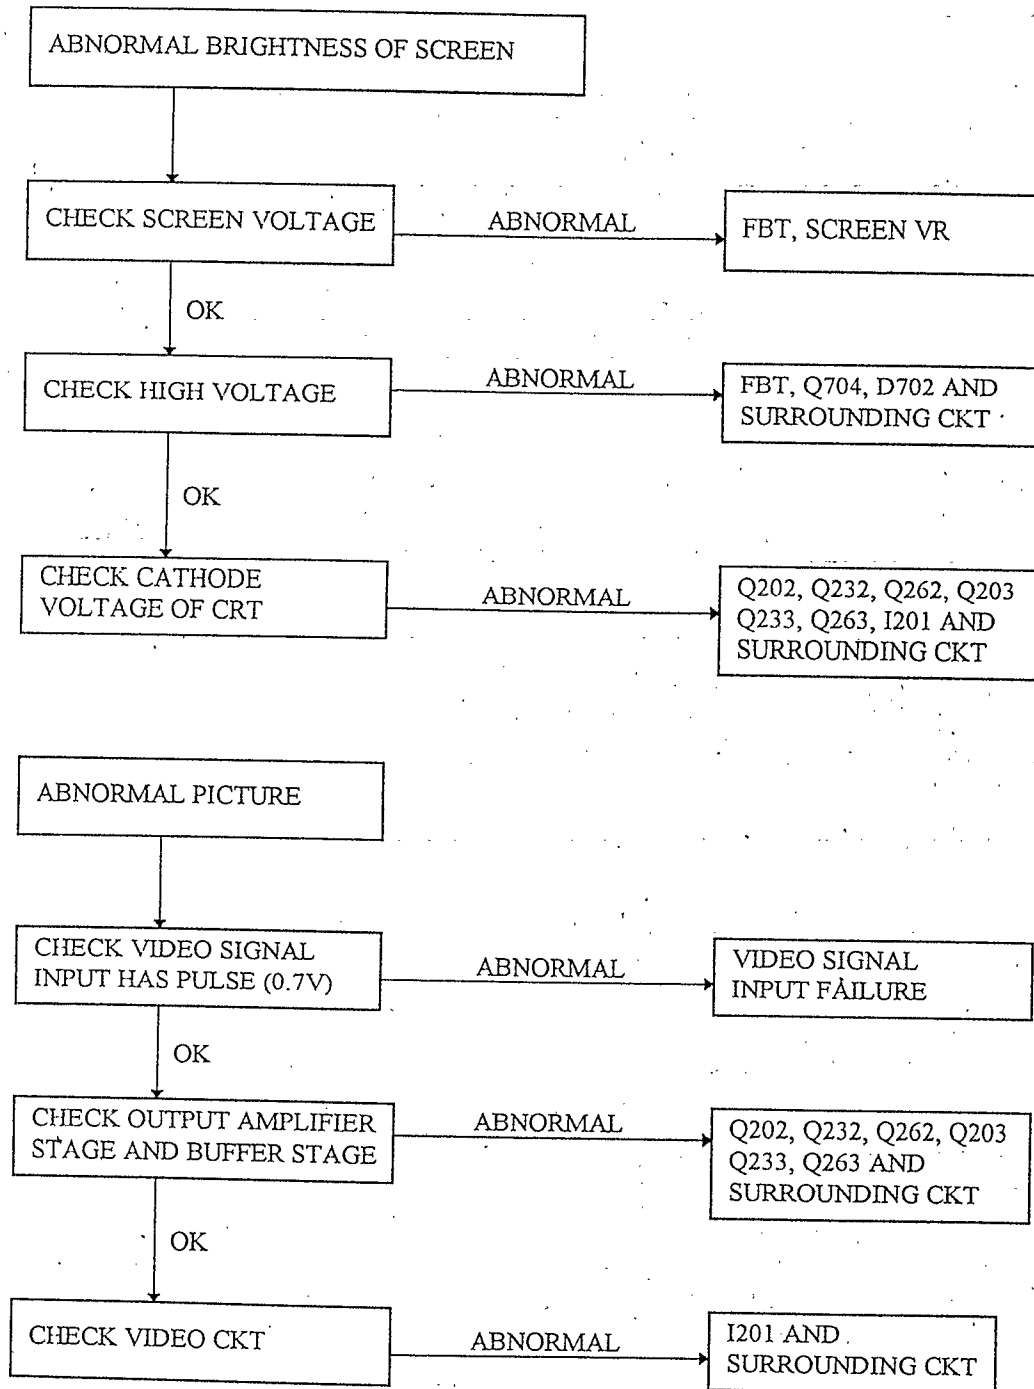 ABNORMAL BRIGHTNESS OF SCREEN
CHECK SCREEN VOLTAGE
ABNORMAL
FBT, SCREEN VR
OK
CHECK HIGH VOLTAGE
ABNORMAL
FBT, Q704, D702 AND
SURROUNDING CKT
OK
CHECK CATHODE
VOLTAGE OF CRT
ABNORMAL
Q202, Q232, Q262, Q203
Q233, Q263, I201 AND
SURROUNDING CKT
ABNORMAL PICTURE
CHECK VIDEO SIGNAL
INPUT HAS PULSE (0.7V)
ABNORMAL
VIDEO SIGNAL
INPUT FAILURE
OK
CHECK OUTPUT AMPLIFIER
STAGE AND BUFFER STAGE
ABNORMAL
Q202, Q232, Q262, Q203
Q233, Q263 AND
SURROUNDING CKT
OK
CHECK VIDEO CKT
ABNORMAL
I201 AND
SURROUNDING CKT